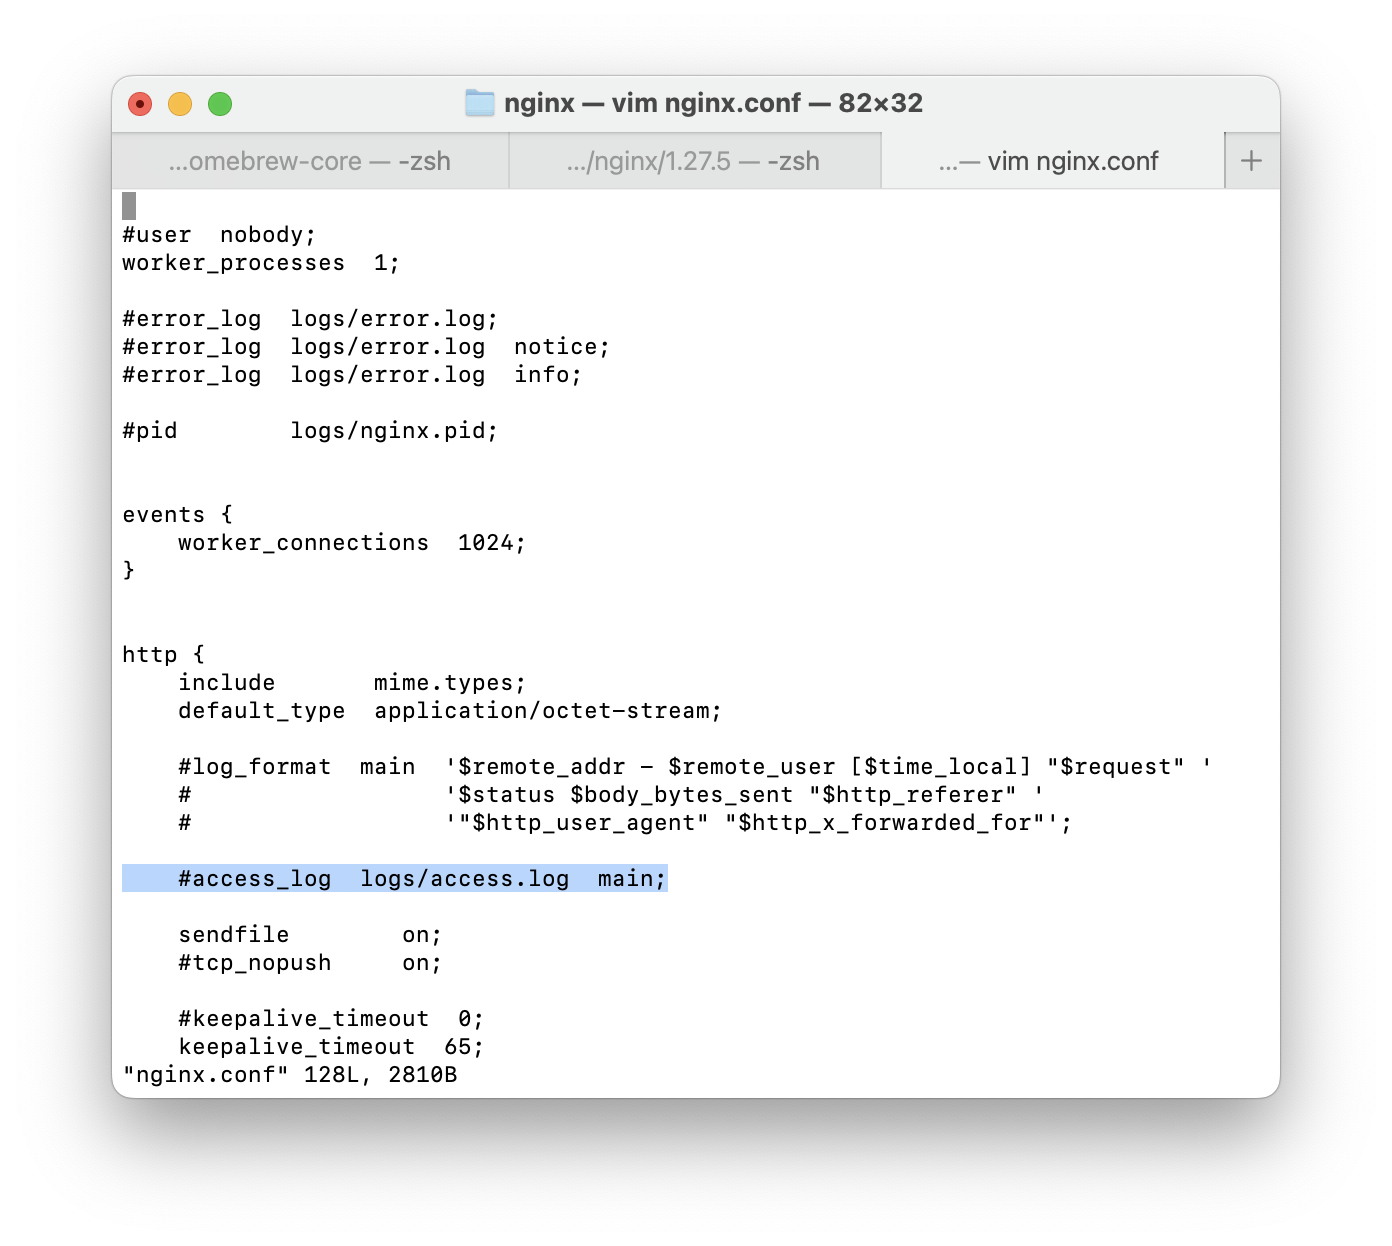 nginx — vim nginx.conf — 82×32
...omebrew-core — -zsh
.../nginx/1.27.5 — -zsh
...— vim nginx.conf
+
#user  nobody;
worker_processes  1;

#error_log  logs/error.log;
#error_log  logs/error.log  notice;
#error_log  logs/error.log  info;

#pid        logs/nginx.pid;


events {
    worker_connections  1024;
}


http {
    include       mime.types;
    default_type  application/octet-stream;

    #log_format  main  '$remote_addr - $remote_user [$time_local] "$request" '
    #                  '$status $body_bytes_sent "$http_referer" '
    #                  '"$http_user_agent" "$http_x_forwarded_for"';

    #access_log  logs/access.log  main;

    sendfile        on;
    #tcp_nopush     on;

    #keepalive_timeout  0;
    keepalive_timeout  65;
"nginx.conf" 128L, 2810B